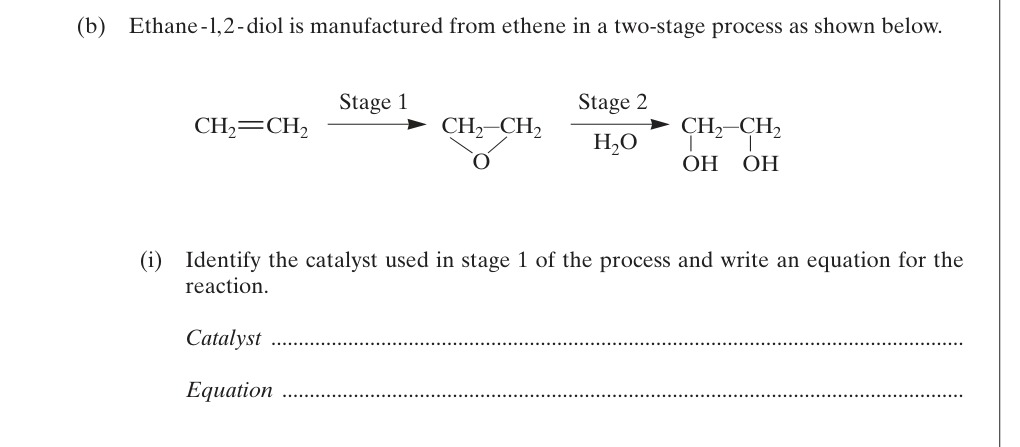 (b) Ethane-1,2-diol is manufactured from ethene in a two-stage process as shown below.
Stage 1 Stage 2
CH₂=CH₂ CH₂–CH₂ CH₂–CH₂
H₂O
O OH OH
(i) Identify the catalyst used in stage 1 of the process and write an equation for the
reaction.
Catalyst ..........................................................................................................................
Equation ........................................................................................................................